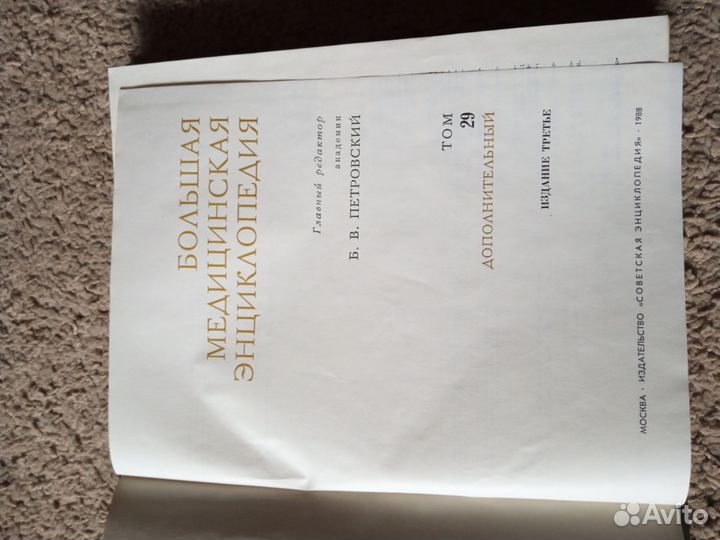 БОЛЬШАЯ
МЕДИЦИНСКАЯ
ЭНЦИКЛОПЕДИЯ
Главный редактор
академик
Б. В. ПЕТРОВСКИЙ
ТОМ
29
ДОПОЛНИТЕЛЬНЫЙ
ИЗДАНИЕ ТРЕТЬЕ
МОСКВА · ИЗДАТЕЛЬСТВО «СОВЕТСКАЯ ЭНЦИКЛОПЕДИЯ» · 1988
Avito